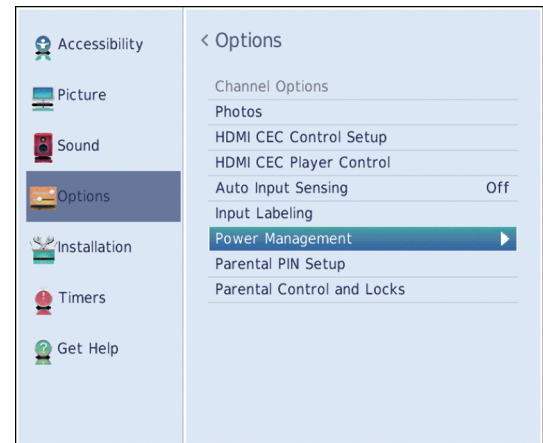 Accessibility
Picture
Sound
Options
Installation
Timers
Get Help
< Options
Channel Options
Photos
HDMI CEC Control Setup
HDMI CEC Player Control
Auto Input Sensing Off
Input Labeling
Power Management
Parental PIN Setup
Parental Control and Locks